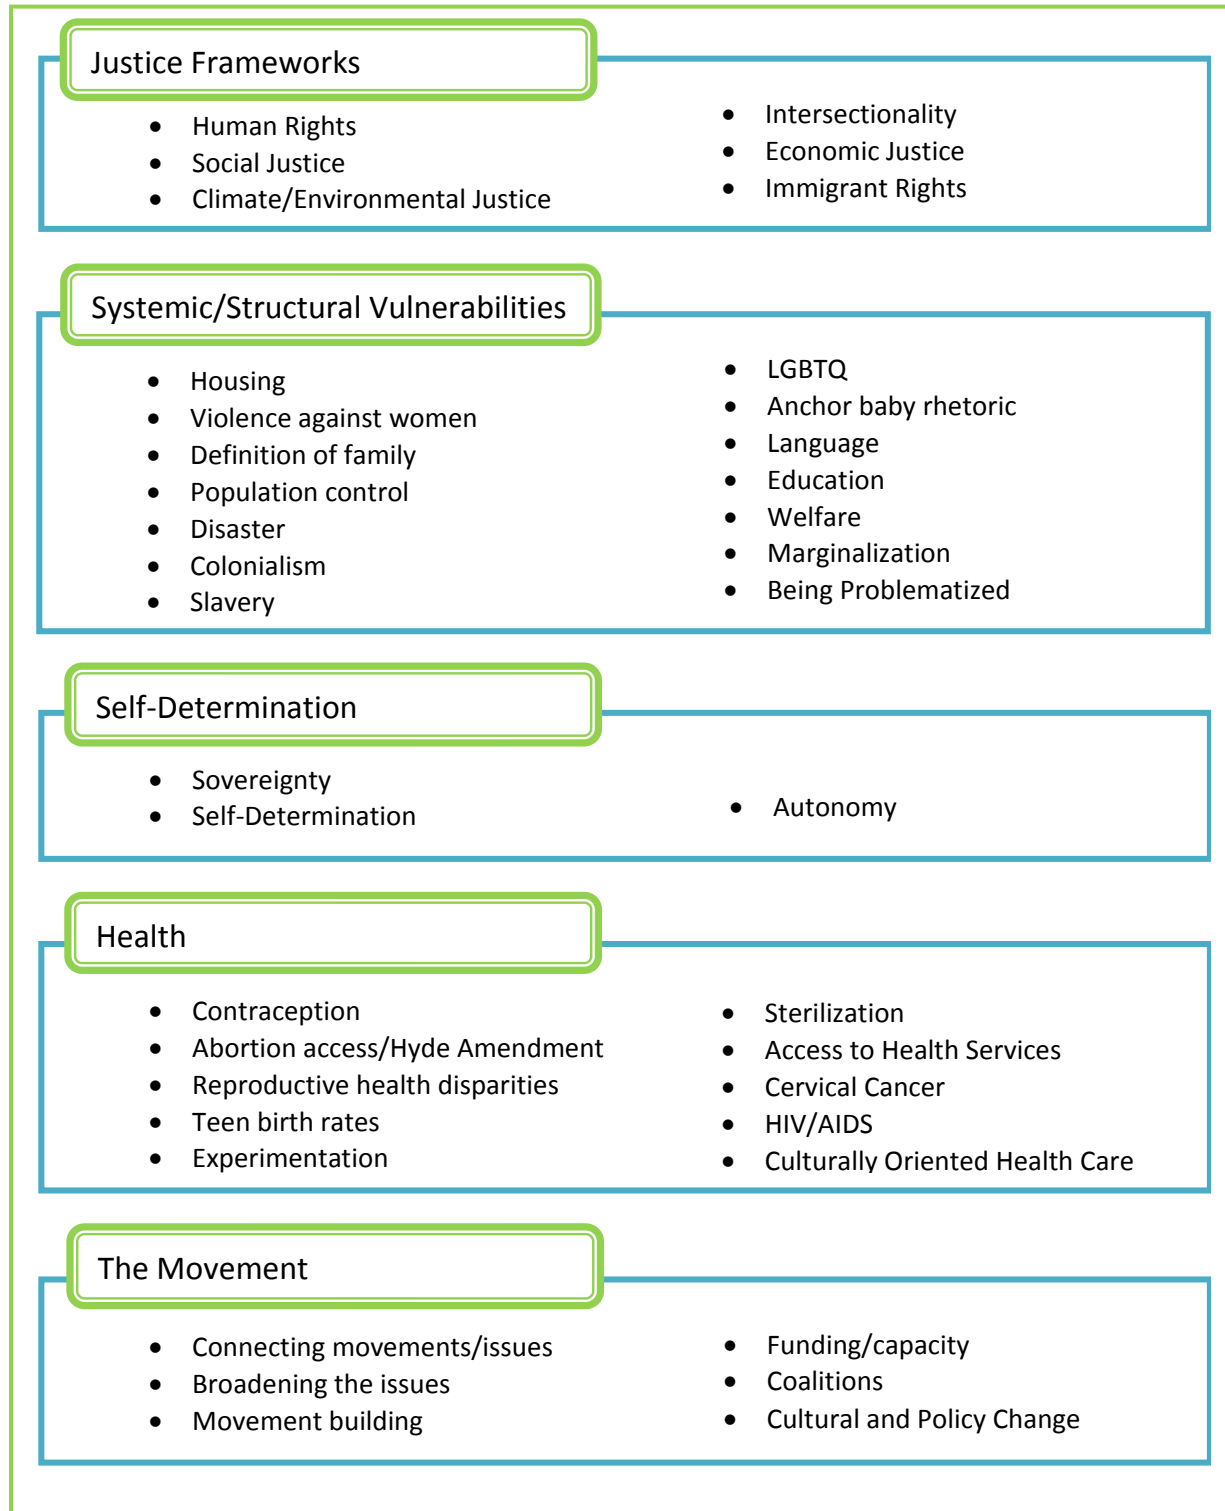 Justice Frameworks
• Human Rights
• Social Justice
• Climate/Environmental Justice
• Intersectionality
• Economic Justice
• Immigrant Rights
Systemic/Structural Vulnerabilities
• Housing
• Violence against women
• Definition of family
• Population control
• Disaster
• Colonialism
• Slavery
• LGBTQ
• Anchor baby rhetoric
• Language
• Education
• Welfare
• Marginalization
• Being Problematized
Self-Determination
• Sovereignty
• Self-Determination
• Autonomy
Health
• Contraception
• Abortion access/Hyde Amendment
• Reproductive health disparities
• Teen birth rates
• Experimentation
• Sterilization
• Access to Health Services
• Cervical Cancer
• HIV/AIDS
• Culturally Oriented Health Care
The Movement
• Connecting movements/issues
• Broadening the issues
• Movement building
• Funding/capacity
• Coalitions
• Cultural and Policy Change